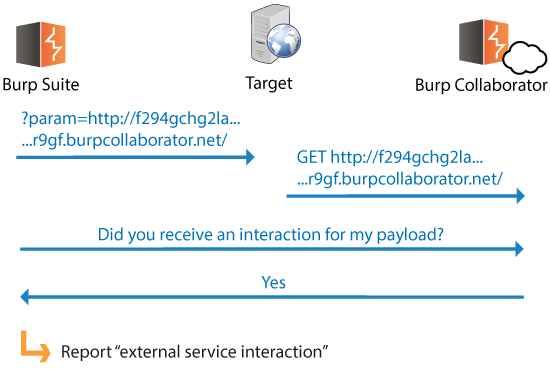 Burp Suite
Target
Burp Collaborator
?param=http://f294gchg2la...
...r9gf.burpcollaborator.net/
GET http://f294gchg2la...
...r9gf.burpcollaborator.net/
Did you receive an interaction for my payload?
Yes
Report “external service interaction”